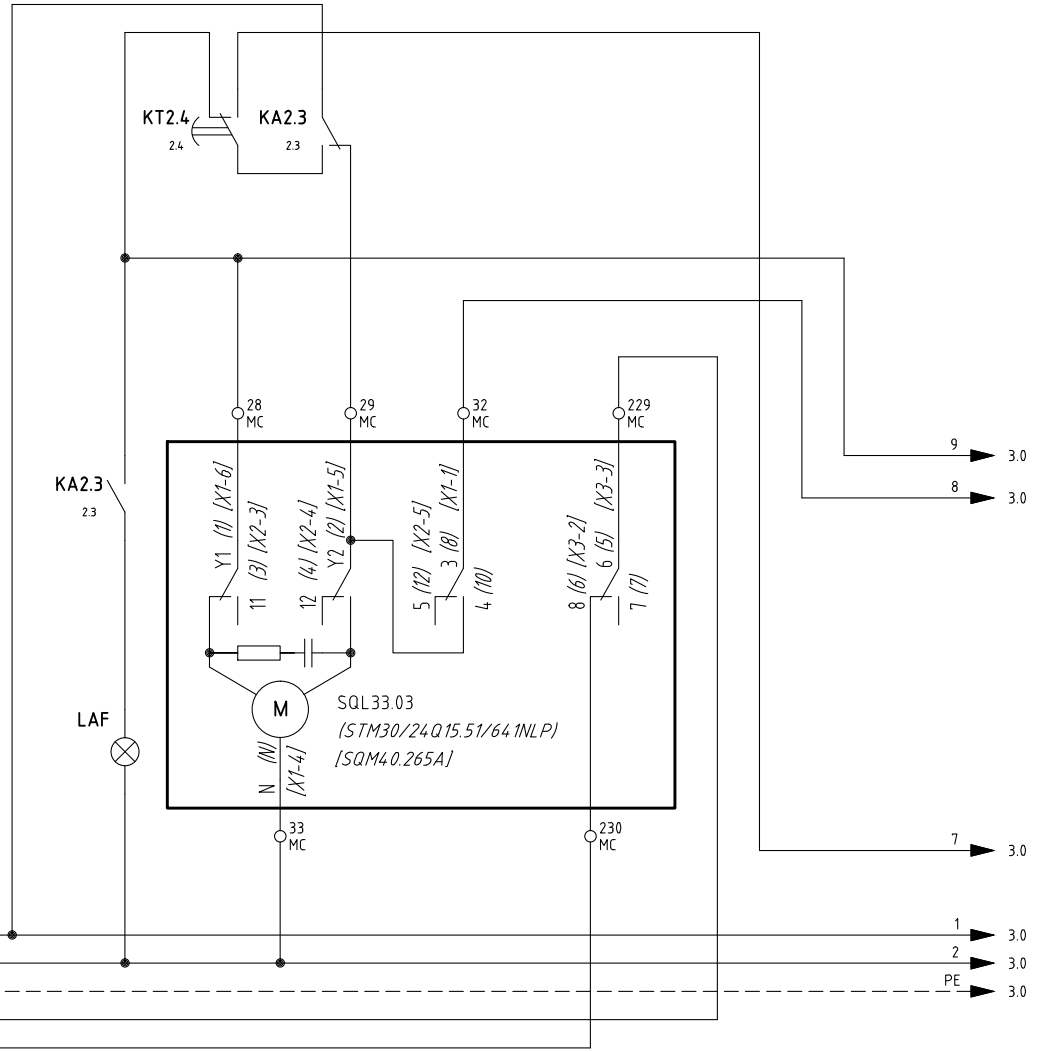 KT2.4
2.4
KA2.3
2.3
28
MC
29
MC
32
MC
229
MC
9
3.0
8
3.0
KA2.3
2.3
Y1 (1) [X1-6]
11 (3) [X2-3]
12 (4) [X2-4]
Y2 (2) [X1-5]
5 (12) [X2-5]
3 (8) [X1-1]
4 (10)
8 (6) [X3-2]
6 (5) [X3-3]
7 (7)
M
SQL33.03
(STM30/24Q15.51/641NLP)
[SQM40.265A]
LAF
N (N)
[X1-4]
33
MC
230
MC
7
3.0
1
3.0
2
3.0
PE
3.0